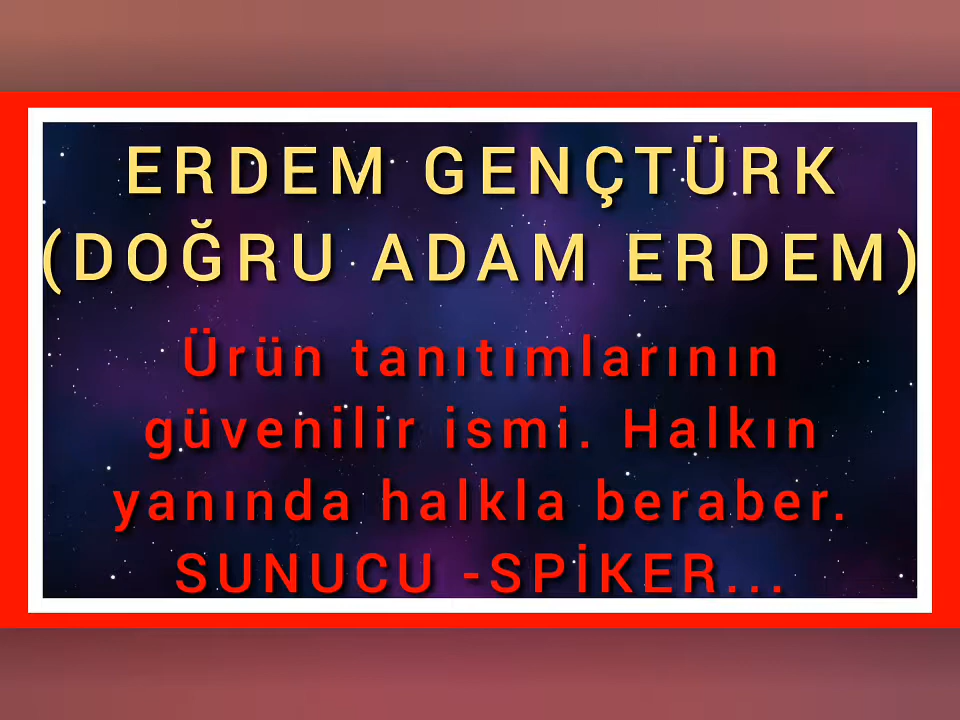 ERDEM GENÇTÜRK
(DOĞRU ADAM ERDEM)
Ürün tanıtımlarının
güvenilir ismi. Halkın
yanında halkla beraber.
SUNUCU -SPİKER...